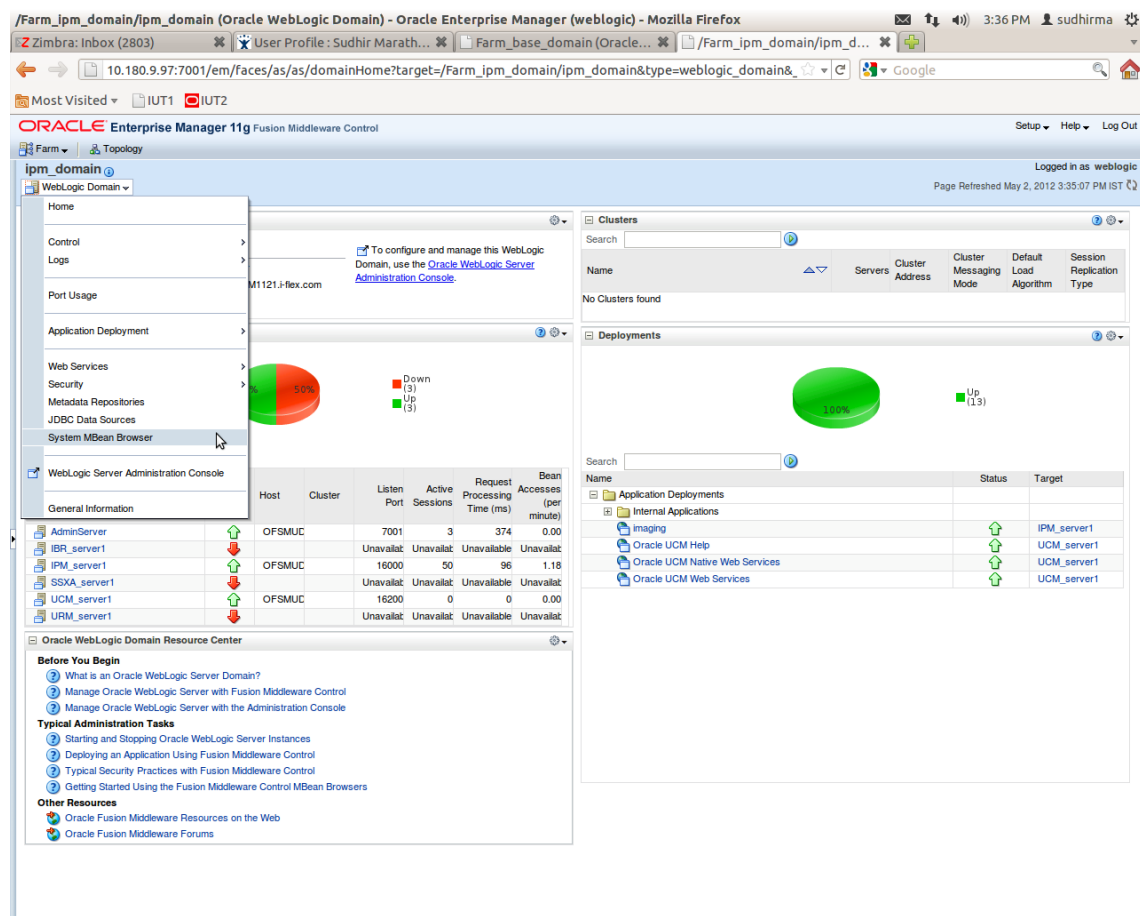 /Farm_ipm_domain/ipm_domain (Oracle WebLogic Domain) - Oracle Enterprise Manager (weblogic) - Mozilla Firefox 3:36 PM sudhirma
Zimbra: Inbox (2803) User Profile : Sudhir Marath... Farm_base_domain (Oracle... /Farm_ipm_domain/ipm_d...
10.180.9.97:7001/em/faces/as/as/domainHome?target=/Farm_ipm_domain/ipm_domain&type=weblogic_domain&_ Google
Most Visited IUT1 IUT2
ORACLE Enterprise Manager 11g Fusion Middleware Control Setup Help Log Out
Farm Topology
ipm_domain Logged in as weblogic
WebLogic Domain Page Refreshed May 2, 2012 3:35:07 PM IST
Home
Control
Logs
Port Usage
Application Deployment
Web Services
Security
Metadata Repositories
JDBC Data Sources
System MBean Browser
WebLogic Server Administration Console
General Information
To configure and manage this WebLogic
Domain, use the Oracle WebLogic Server
Administration Console.
M1121.i-flex.com
% 50%
Down
(3)
Up
(3)
Host Cluster Listen Port Active Sessions Request Processing Time (ms) Bean Accesses (per minute)
AdminServer OFSMUD 7001 3 374 0.00
IBR_server1 Unavailab Unavailab Unavailable Unavailab
IPM_server1 OFSMUD 16000 50 96 1.18
SSXA_server1 Unavailab Unavailab Unavailable Unavailab
UCM_server1 OFSMUD 16200 0 0 0.00
URM_server1 Unavailab Unavailab Unavailable Unavailab
Oracle WebLogic Domain Resource Center
Before You Begin
What is an Oracle WebLogic Server Domain?
Manage Oracle WebLogic Server with Fusion Middleware Control
Manage Oracle WebLogic Server with the Administration Console
Typical Administration Tasks
Starting and Stopping Oracle WebLogic Server Instances
Deploying an Application Using Fusion Middleware Control
Typical Security Practices with Fusion Middleware Control
Getting Started Using the Fusion Middleware Control MBean Browsers
Other Resources
Oracle Fusion Middleware Resources on the Web
Oracle Fusion Middleware Forums
Clusters
Search
Name Servers Cluster Address Cluster Messaging Mode Default Load Algorithm Session Replication Type
No Clusters found
Deployments
100%
Up
(13)
Search
Name Status Target
Application Deployments
Internal Applications
imaging IPM_server1
Oracle UCM Help UCM_server1
Oracle UCM Native Web Services UCM_server1
Oracle UCM Web Services UCM_server1